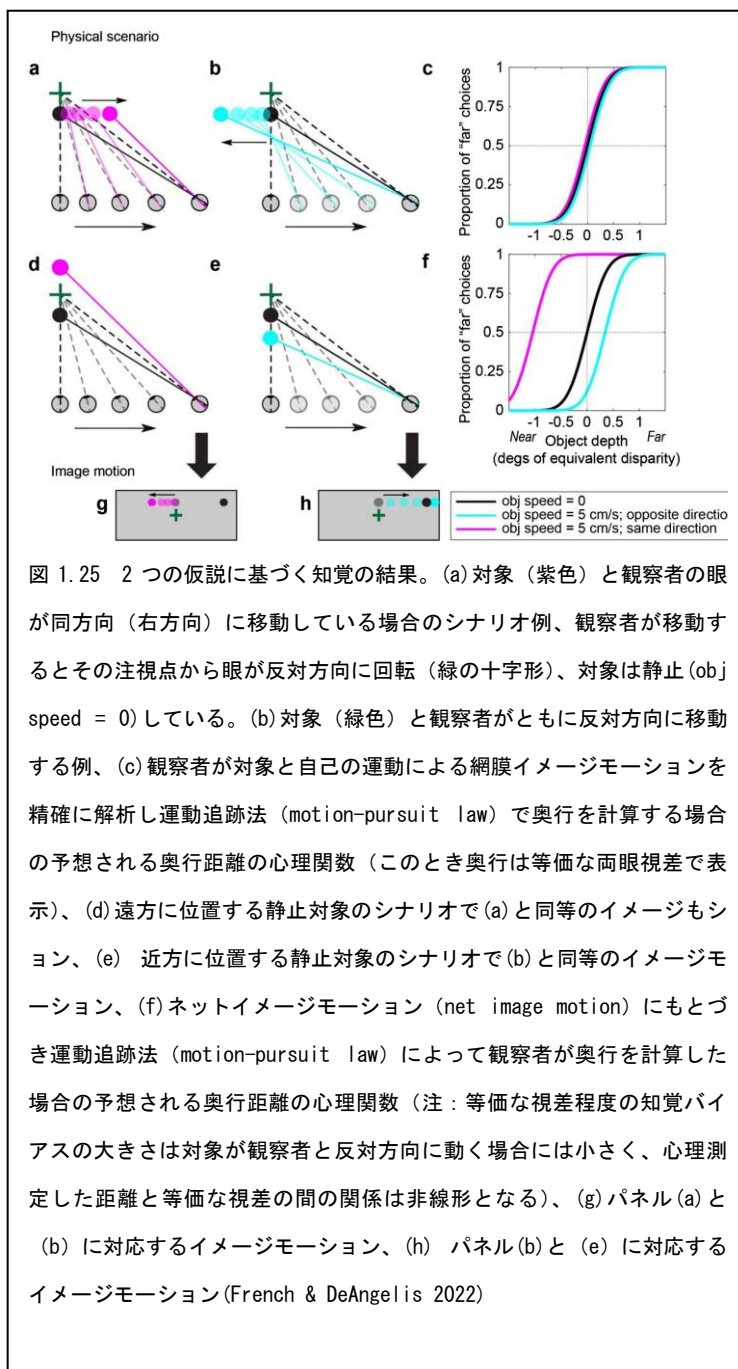 Physical scenario
a
b
c
Proportion of "far" choices
1
0.75
0.5
0.25
0
-1 -0.5 0 0.5 1
d
e
f
Proportion of "far" choices
1
0.75
0.5
0.25
0
-1 -0.5 0 0.5 1
Near Object depth Far
(degs of equivalent disparity)
Image motion
g
h
obj speed = 0
obj speed = 5 cm/s; opposite directio
obj speed = 5 cm/s; same direction
図 1.25 2 つの仮説に基づく知覚の結果。(a)対象（紫色）と観察者の眼
が同方向（右方向）に移動している場合のシナリオ例、観察者が移動す
るとその注視点から眼が反対方向に回転（緑の十字形）、対象は静止(obj
speed = 0)している。(b)対象（緑色）と観察者がともに反対方向に移動
する例、(c)観察者が対象と自己の運動による網膜イメージモーションを
精確に解析し運動追跡法（motion-pursuit law）で奥行を計算する場合
の予想される奥行距離の心理関数（このとき奥行は等価な両眼視差で表
示）、(d)遠方に位置する静止対象のシナリオで(a)と同等のイメージもシ
ョン、(e) 近方に位置する静止対象のシナリオで(b)と同等のイメージモ
ーション、(f)ネットイメージモーション（net image motion）にもとづ
き運動追跡法（motion-pursuit law）によって観察者が奥行を計算した
場合の予想される奥行距離の心理関数（注：等価な視差程度の知覚バイ
アスの大きさは対象が観察者と反対方向に動く場合には小さく、心理測
定した距離と等価な視差の間の関係は非線形となる）、(g)パネル(a)と
（b）に対応するイメージモーション、(h) パネル(b)と（e）に対応する
イメージモーション(French & DeAngelis 2022)